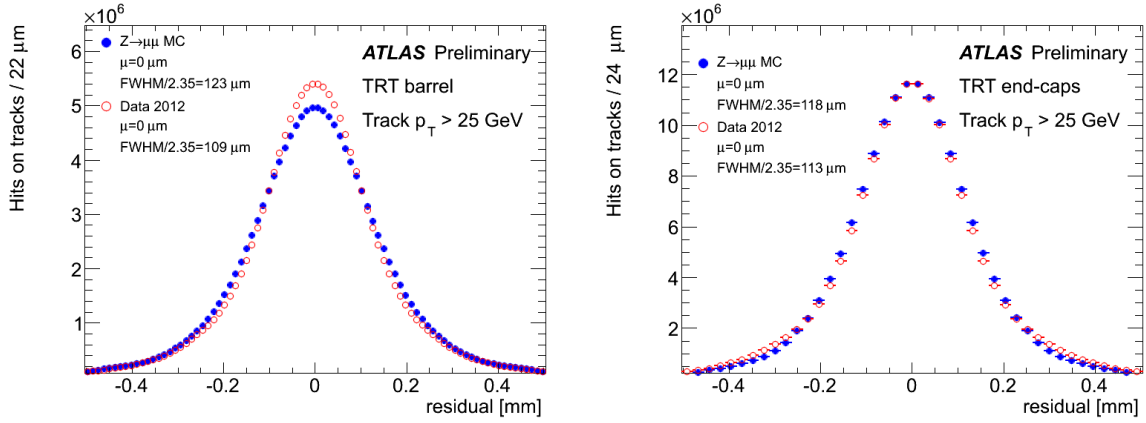 ×10⁶
Hits on tracks / 22 μm
6
5
4
3
2
1
Z→μμ MC
μ=0 μm
FWHM/2.35=123 μm
Data 2012
μ=0 μm
FWHM/2.35=109 μm
ATLAS Preliminary
TRT barrel
Track p_T > 25 GeV
-0.4 -0.2 0 0.2 0.4
residual [mm]
×10⁶
Hits on tracks / 24 μm
12
10
8
6
4
2
Z→μμ MC
μ=0 μm
FWHM/2.35=118 μm
Data 2012
μ=0 μm
FWHM/2.35=113 μm
ATLAS Preliminary
TRT end-caps
Track p_T > 25 GeV
-0.4 -0.2 0 0.2 0.4
residual [mm]